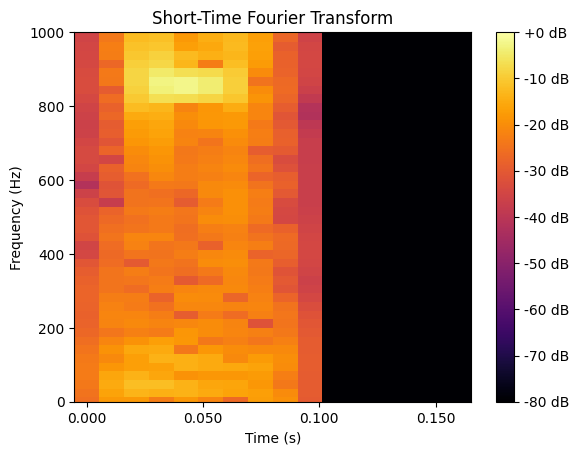 Short-Time Fourier Transform
Frequency (Hz)
1000
800
600
400
200
0
0.000
0.050
0.100
0.150
Time (s)
+0 dB
-10 dB
-20 dB
-30 dB
-40 dB
-50 dB
-60 dB
-70 dB
-80 dB